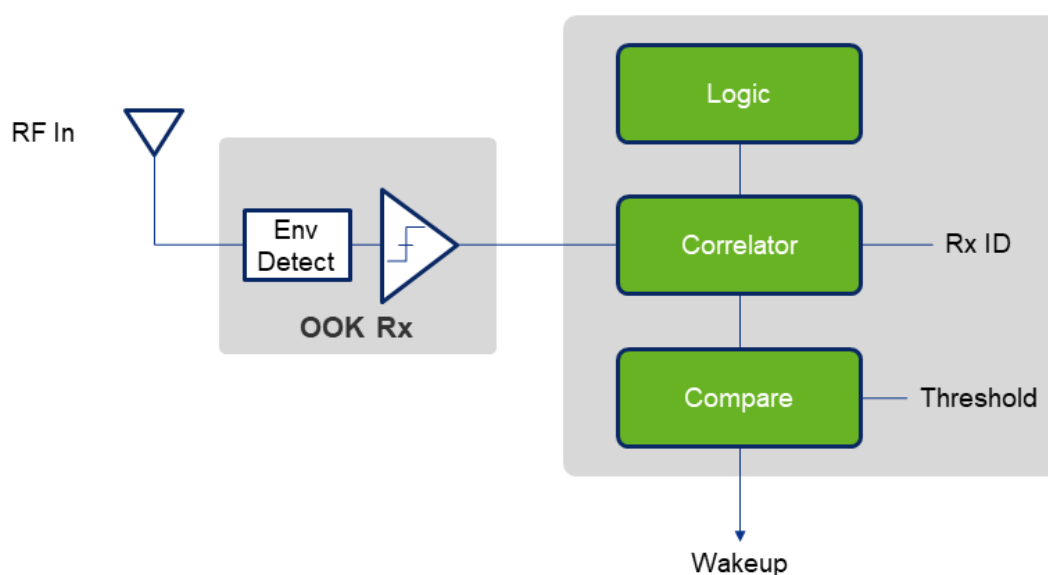 RF In
Env
Detect
OOK Rx
Logic
Correlator
Rx ID
Compare
Threshold
Wakeup